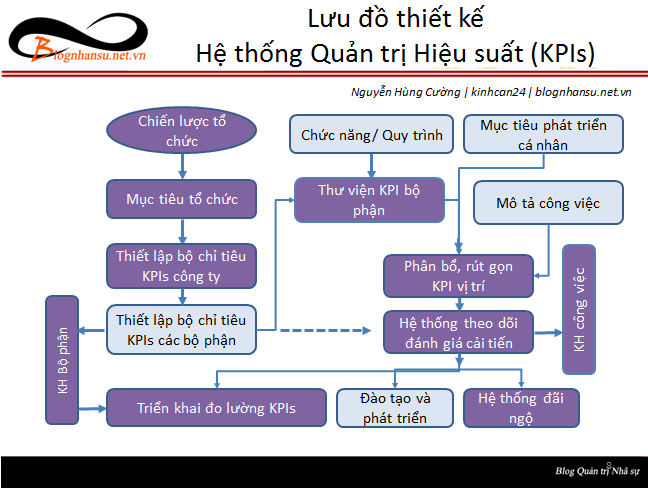 Lưu đồ thiết kế
Hệ thống Quản trị Hiệu suất (KPIs)
Blognhansu.net.vn
Nguyễn Hùng Cường | kinhcan24 | blognhansu.net.vn
Chiến lược tổ
chức
Chức năng/ Quy trình
Mục tiêu phát triển
cá nhân
Mục tiêu tổ chức
Thư viện KPI bộ
phận
Mô tả công việc
Thiết lập bộ chỉ tiêu
KPIs công ty
Phân bổ, rút gọn
KPI vị trí
KH công việc
KH Bộ phận
Thiết lập bộ chỉ tiêu
KPIs các bộ phận
Hệ thống theo dõi
đánh giá cải tiến
Triển khai đo lường KPIs
Đào tạo và
phát triển
Hệ thống đãi
ngộ
8
Blog Quản trị Nhân sự